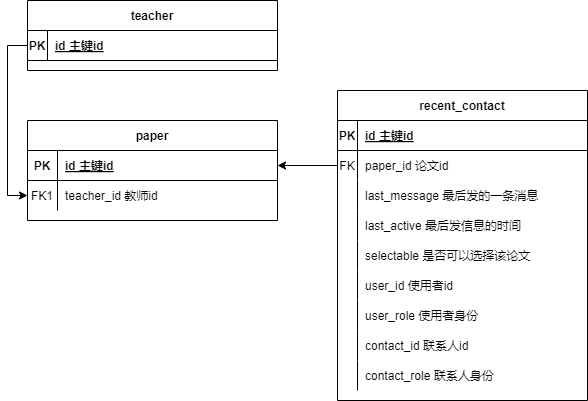 teacher
PK id 主键id
paper
PK id 主键id
FK1 teacher_id 教师id
recent_contact
PK id 主键id
FK paper_id 论文id
last_message 最后发的一条消息
last_active 最后发信息的时间
selectable 是否可以选择该论文
user_id 使用者id
user_role 使用者身份
contact_id 联系人id
contact_role 联系人身份